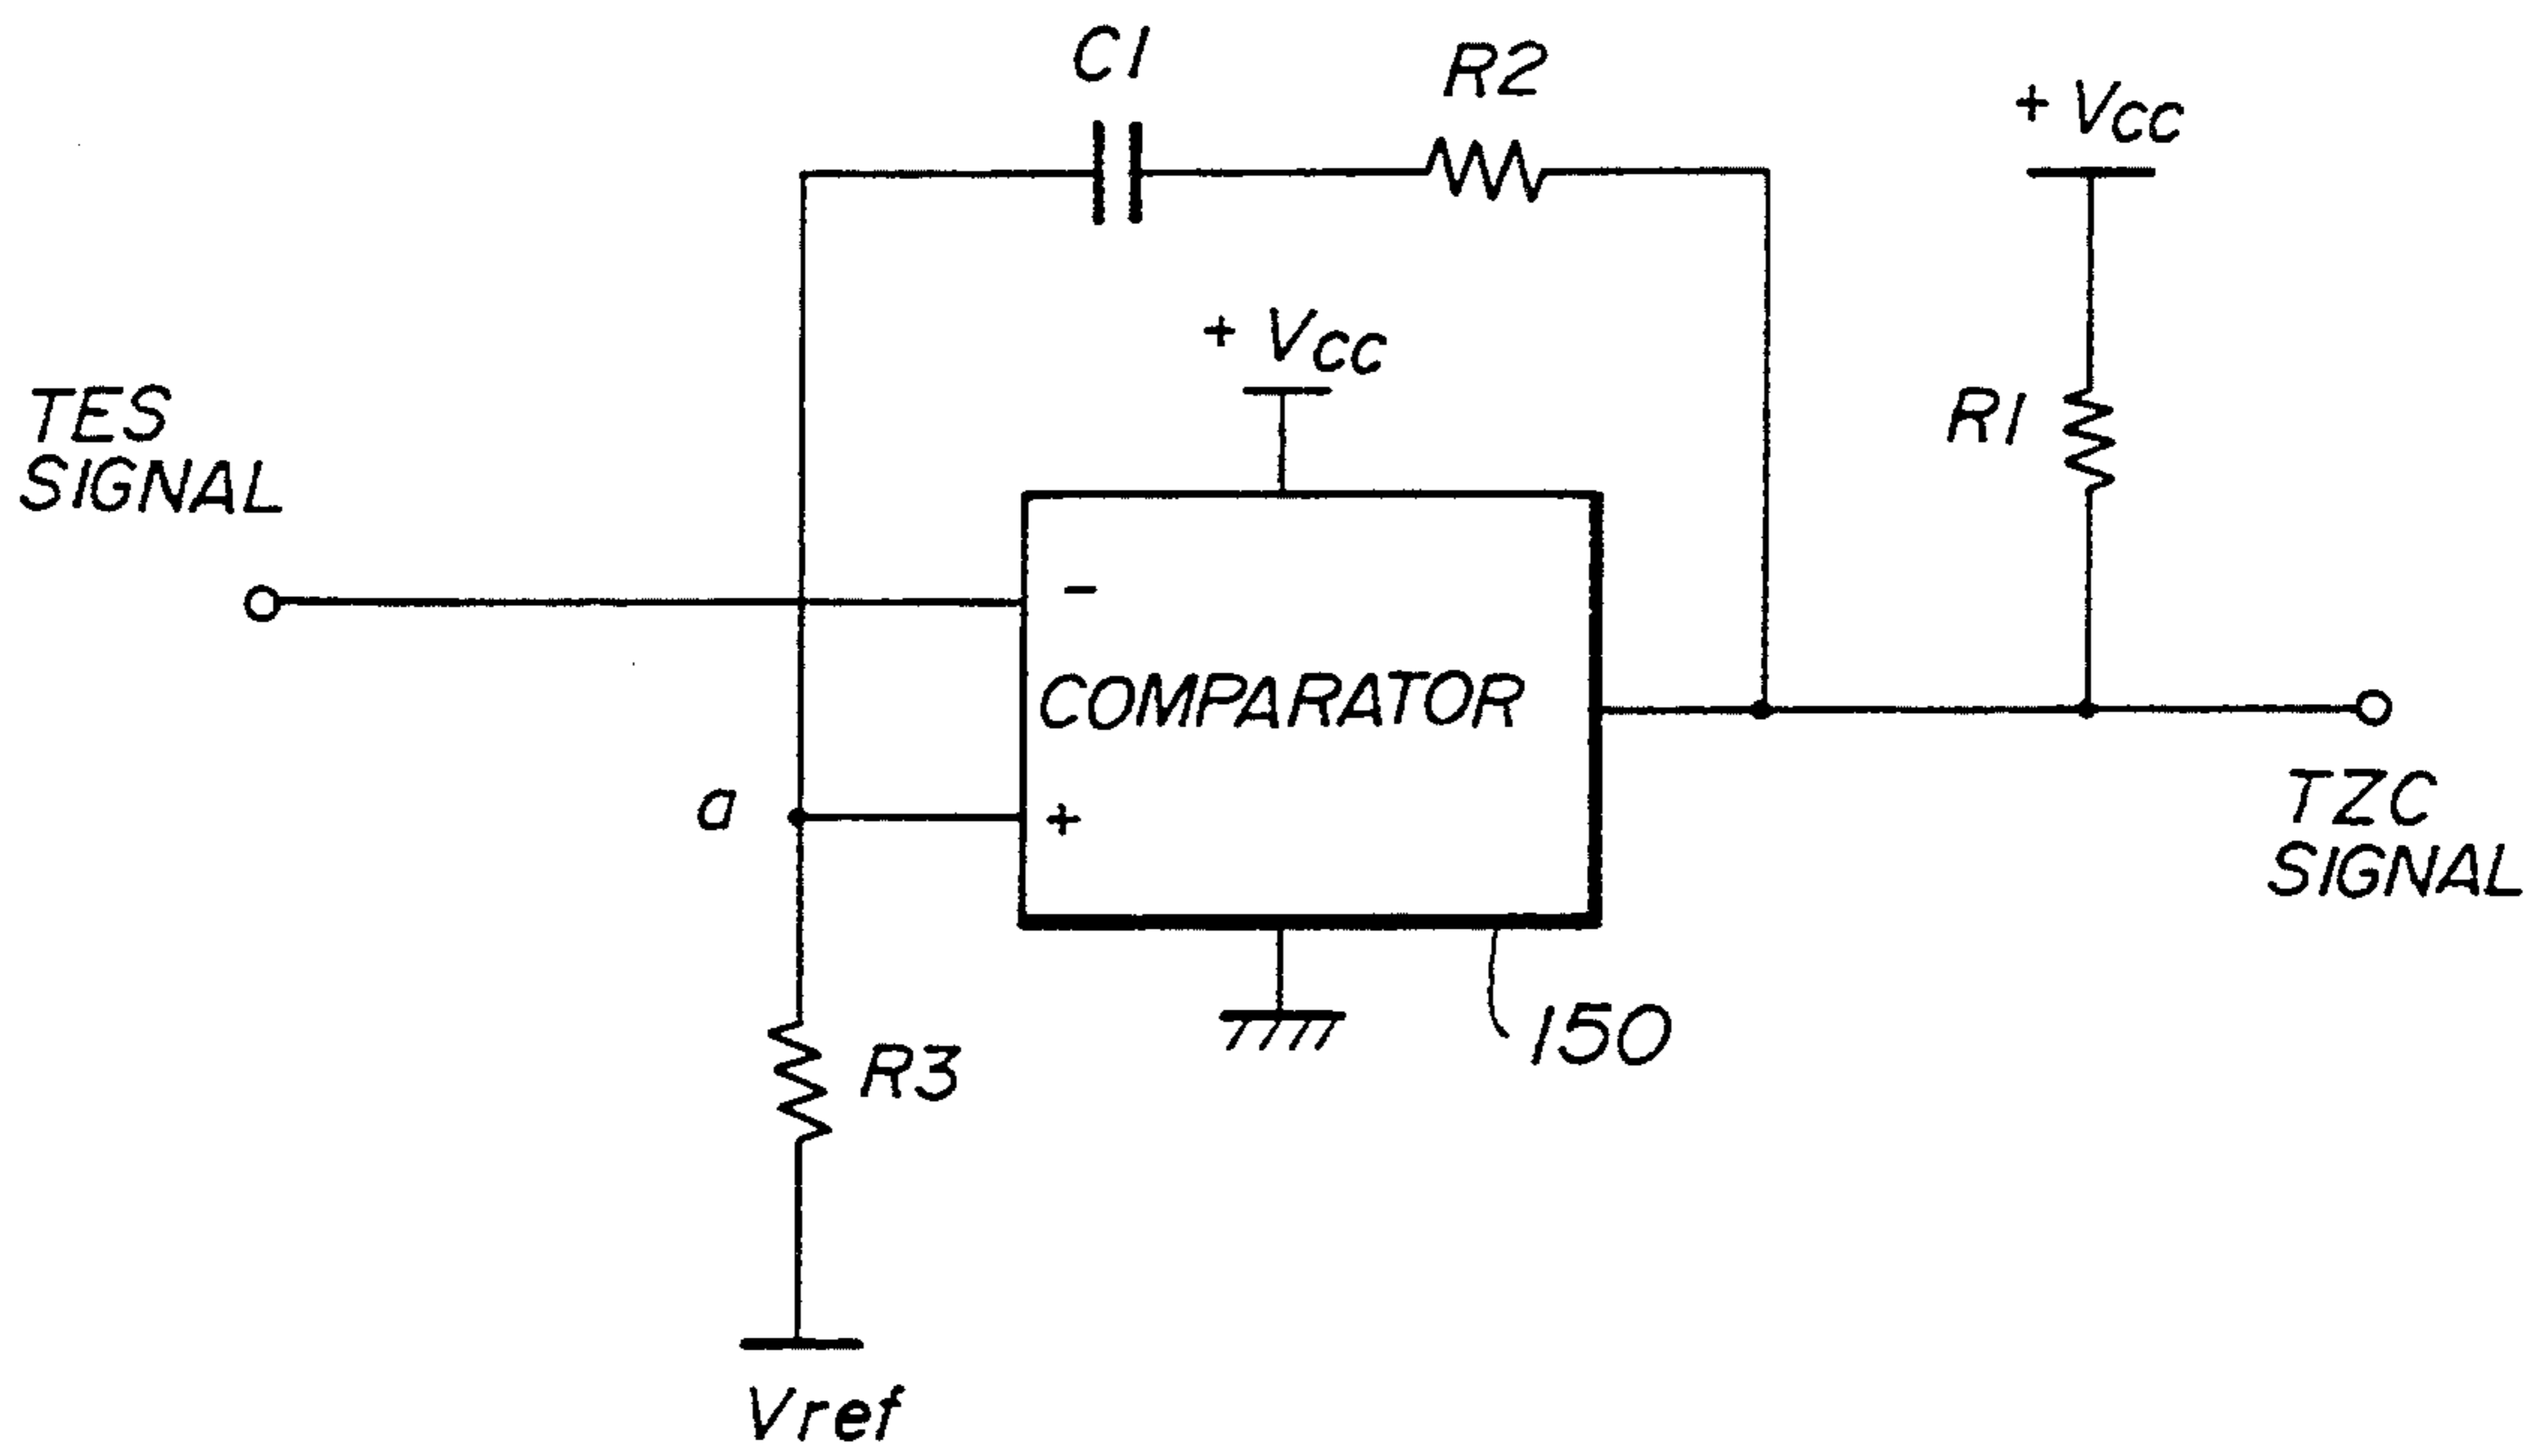 C1
R2
+ Vcc
+ Vcc
R1
TES
SIGNAL
-
COMPARATOR
a
+
TZC
SIGNAL
150
R3
Vref